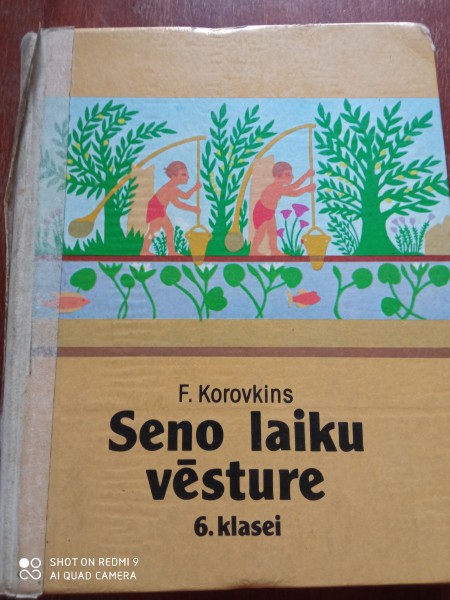 F. Korovkins
Seno laiku
vēsture
6. klasei
SHOT ON REDMI 9
AI QUAD CAMERA